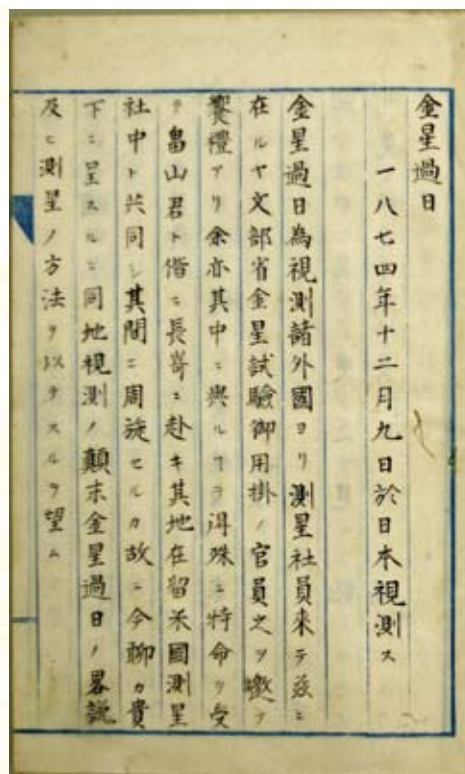 金星過日
一八七四年十二月九日於日本視測ス
金星過日為視測諸外國ヨリ測星社員来テ茲ニ
在ルヤ文部省金星試驗御用掛ノ官員之ヲ邀ヘ
饗禮アリ余亦其中ニ與ルヿヲ得殊ニ特命ヲ受
ケ畠山君ト偕ニ長嵜ニ赴キ其地在留米國測星
社中ト共同シ其間ニ周旋セルカ故ニ今聊カ貴
下ニ呈スルニ同地視測ノ顛末金星過日ノ畧説
及ヒ測星ノ方法ヲ以テスルヲ望ム